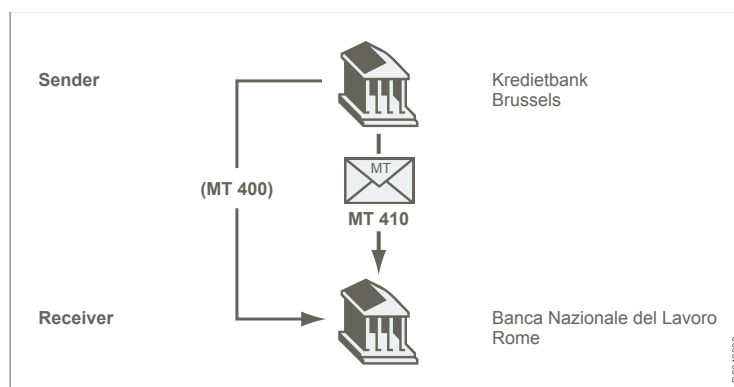 Sender
Kredietbank
Brussels
MT
(MT 400)
MT 410
Receiver
Banca Nazionale del Lavoro
Rome